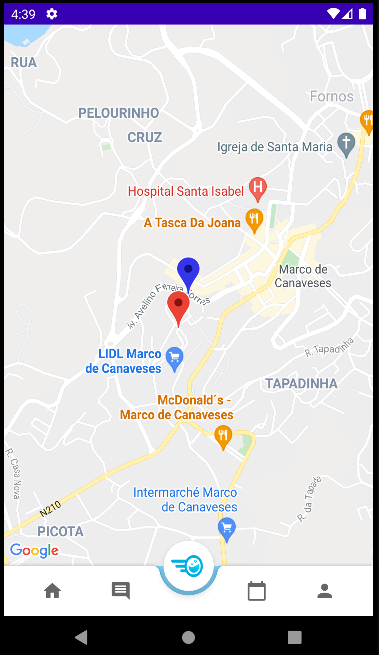 4:39
RUA
PELOURINHO
CRUZ
Fornos
Igreja de Santa Maria
Hospital Santa Isabel
H
A Tasca Da Joana
Marco de
Canaveses
Av. Avelino Ferreira Torres
LIDL Marco
de Canaveses
R. Tapadinha
TAPADINHA
McDonald´s -
Marco de Canaveses
R. Casa Nova
R. da Tapada
Intermarché Marco
de Canaveses
N210
PICOTA
Google